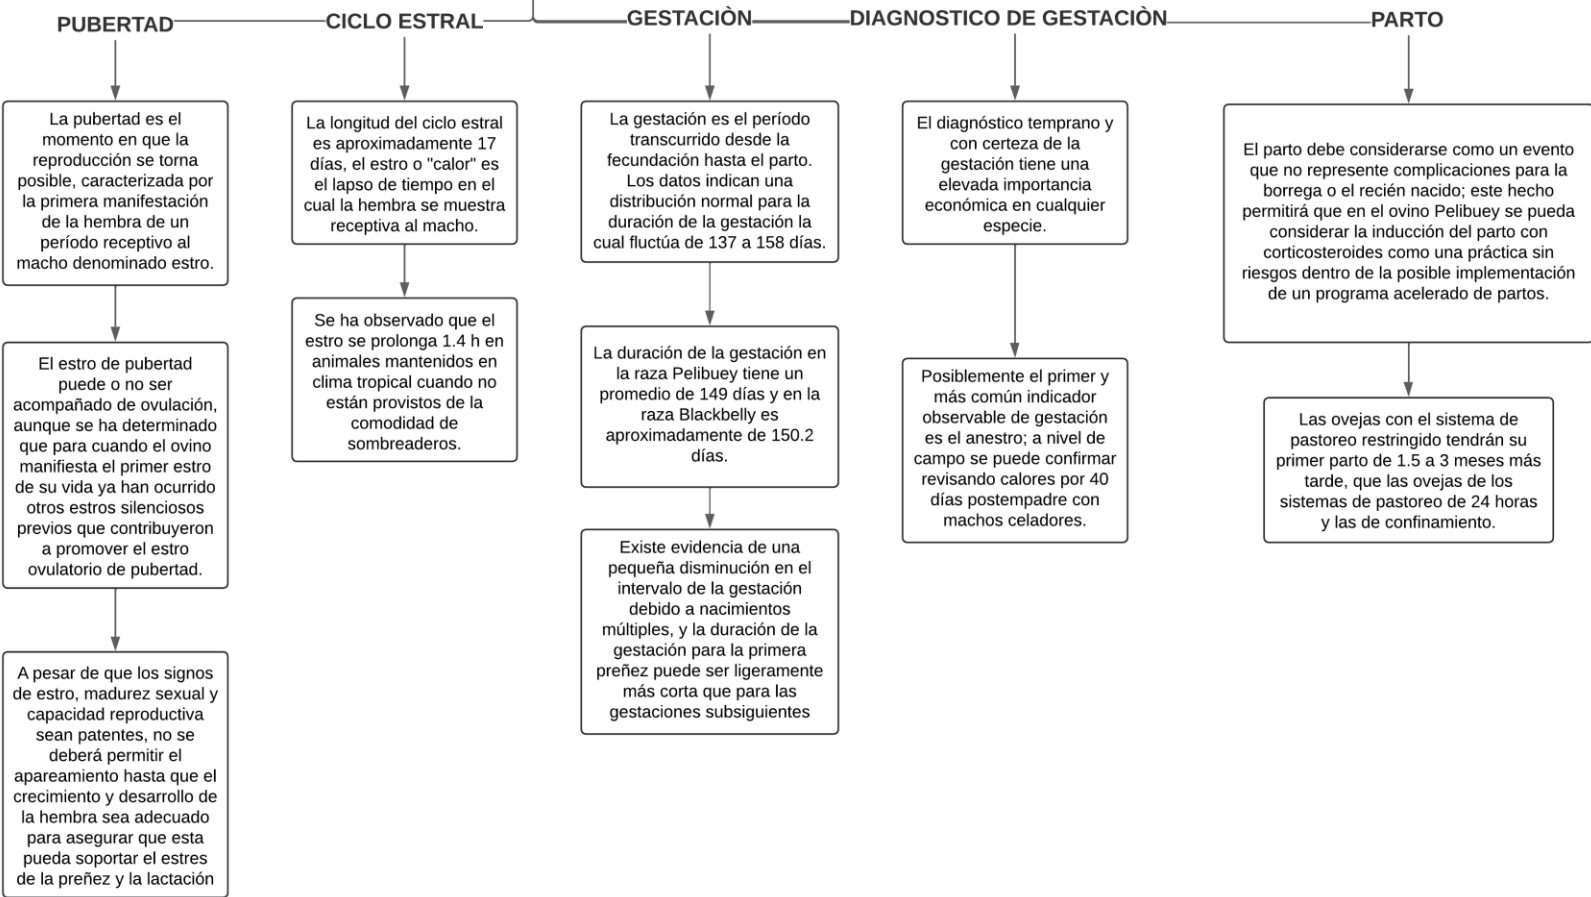 PUBERTAD
CICLO ESTRAL
GESTACIÒN
DIAGNOSTICO DE GESTACIÒN
PARTO
La pubertad es el
momento en que la
reproducción se torna
posible, caracterizada por
la primera manifestación
de la hembra de un
período receptivo al
macho denominado estro.
El estro de pubertad
puede o no ser
acompañado de ovulación,
aunque se ha determinado
que para cuando el ovino
manifiesta el primer estro
de su vida ya han ocurrido
otros estros silenciosos
previos que contribuyeron
a promover el estro
ovulatorio de pubertad.
A pesar de que los signos
de estro, madurez sexual y
capacidad reproductiva
sean patentes, no se
deberá permitir el
apareamiento hasta que el
crecimiento y desarrollo de
la hembra sea adecuado
para asegurar que esta
pueda soportar el estres
de la preñez y la lactación
La longitud del ciclo estral
es aproximadamente 17
días, el estro o "calor" es
el lapso de tiempo en el
cual la hembra se muestra
receptiva al macho.
Se ha observado que el
estro se prolonga 1.4 h en
animales mantenidos en
clima tropical cuando no
están provistos de la
comodidad de
sombreaderos.
La gestación es el período
transcurrido desde la
fecundación hasta el parto.
Los datos indican una
distribución normal para la
duración de la gestación la
cual fluctúa de 137 a 158 días.
La duración de la gestación en
la raza Pelibuey tiene un
promedio de 149 días y en la
raza Blackbelly es
aproximadamente de 150.2
días.
Existe evidencia de una
pequeña disminución en el
intervalo de la gestación
debido a nacimientos
múltiples, y la duración de la
gestación para la primera
preñez puede ser ligeramente
más corta que para las
gestaciones subsiguientes
El diagnóstico temprano y
con certeza de la
gestación tiene una
elevada importancia
económica en cualquier
especie.
Posiblemente el primer y
más común indicador
observable de gestación
es el anestro; a nivel de
campo se puede confirmar
revisando calores por 40
días postempadre con
machos celadores.
El parto debe considerarse como un evento
que no represente complicaciones para la
borrega o el recién nacido; este hecho
permitirá que en el ovino Pelibuey se pueda
considerar la inducción del parto con
corticosteroides como una práctica sin
riesgos dentro de la posible implementación
de un programa acelerado de partos.
Las ovejas con el sistema de
pastoreo restringido tendrán su
primer parto de 1.5 a 3 meses más
tarde, que las ovejas de los
sistemas de pastoreo de 24 horas
y las de confinamiento.